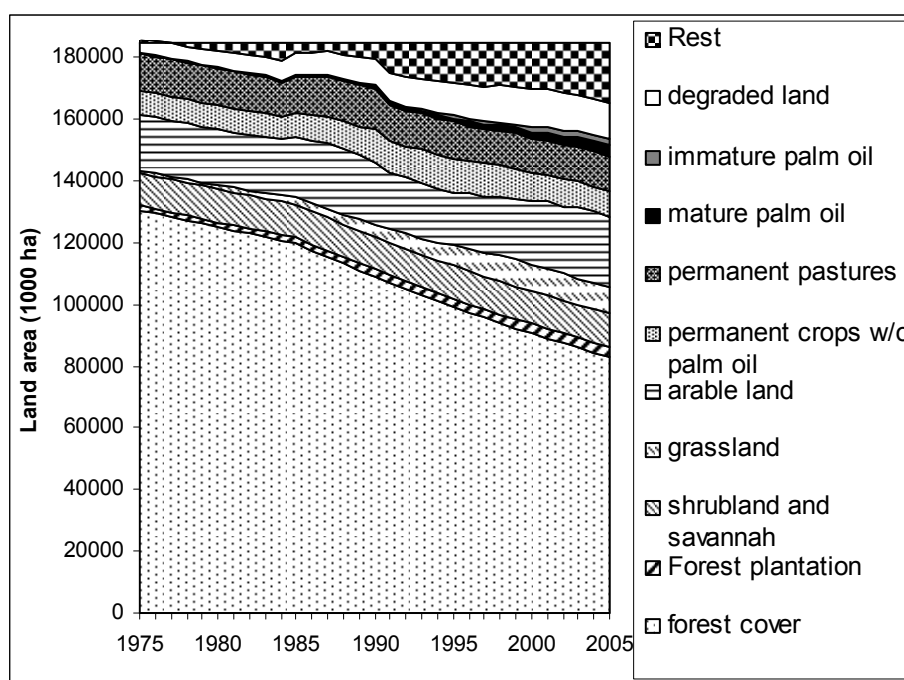 Land area (1000 ha)
180000
160000
140000
120000
100000
80000
60000
40000
20000
0
1975 1980 1985 1990 1995 2000 2005
Rest
degraded land
immature palm oil
mature palm oil
permanent pastures
permanent crops w/o
palm oil
arable land
grassland
shrubland and
savannah
Forest plantation
forest cover